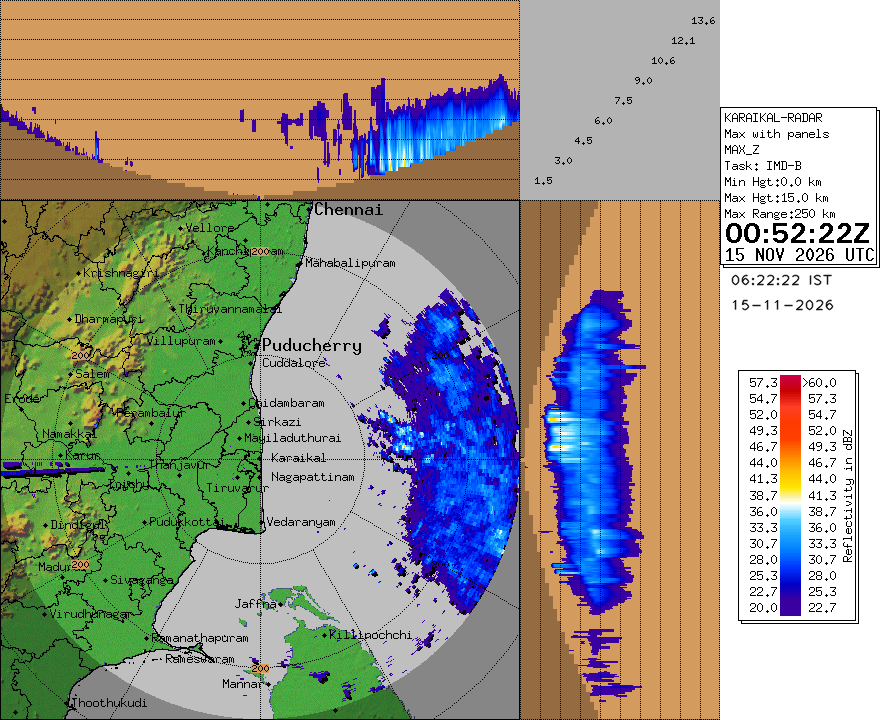 13.6
12.1
10.6
9.0
7.5
6.0
4.5
3.0
1.5
KARAIKAL-RADAR
Max with panels
MAX_Z
Task: IMD-B
Min Hgt:0.0 km
Max Hgt:15.0 km
Max Range:250 km
00:52:22Z
15 NOV 2026 UTC
06:22:22 IST
15-11-2026
Chennai
Vellore
200
Mahabalipuram
Krishnagiri
Thiruvannamalai
Dharmapuri
Villupuram
Puducherry
200
Cuddalore
Salem
Erode
Chidambaram
Perambalur
Sirkazi
Namakkal
Mayiladuthurai
Karur
Karaikal
Thanjavur
Nagapattinam
Tiruvarur
Dindigul
Pudukkottai
Vedaranyam
200
Sivaganga
Jaffna
Virudhunagar
Ramanathapuram
Killinochchi
Rameswaram
200
Mannar
Thoothukudi
57.3 >60.0
54.7 57.3
52.0 54.7
49.3 52.0
46.7 49.3
44.0 46.7
41.3 44.0
38.7 41.3
36.0 38.7
33.3 36.0
30.7 33.3
28.0 30.7
25.3 28.0
22.7 25.3
20.0 22.7
Reflectivity in dBZ